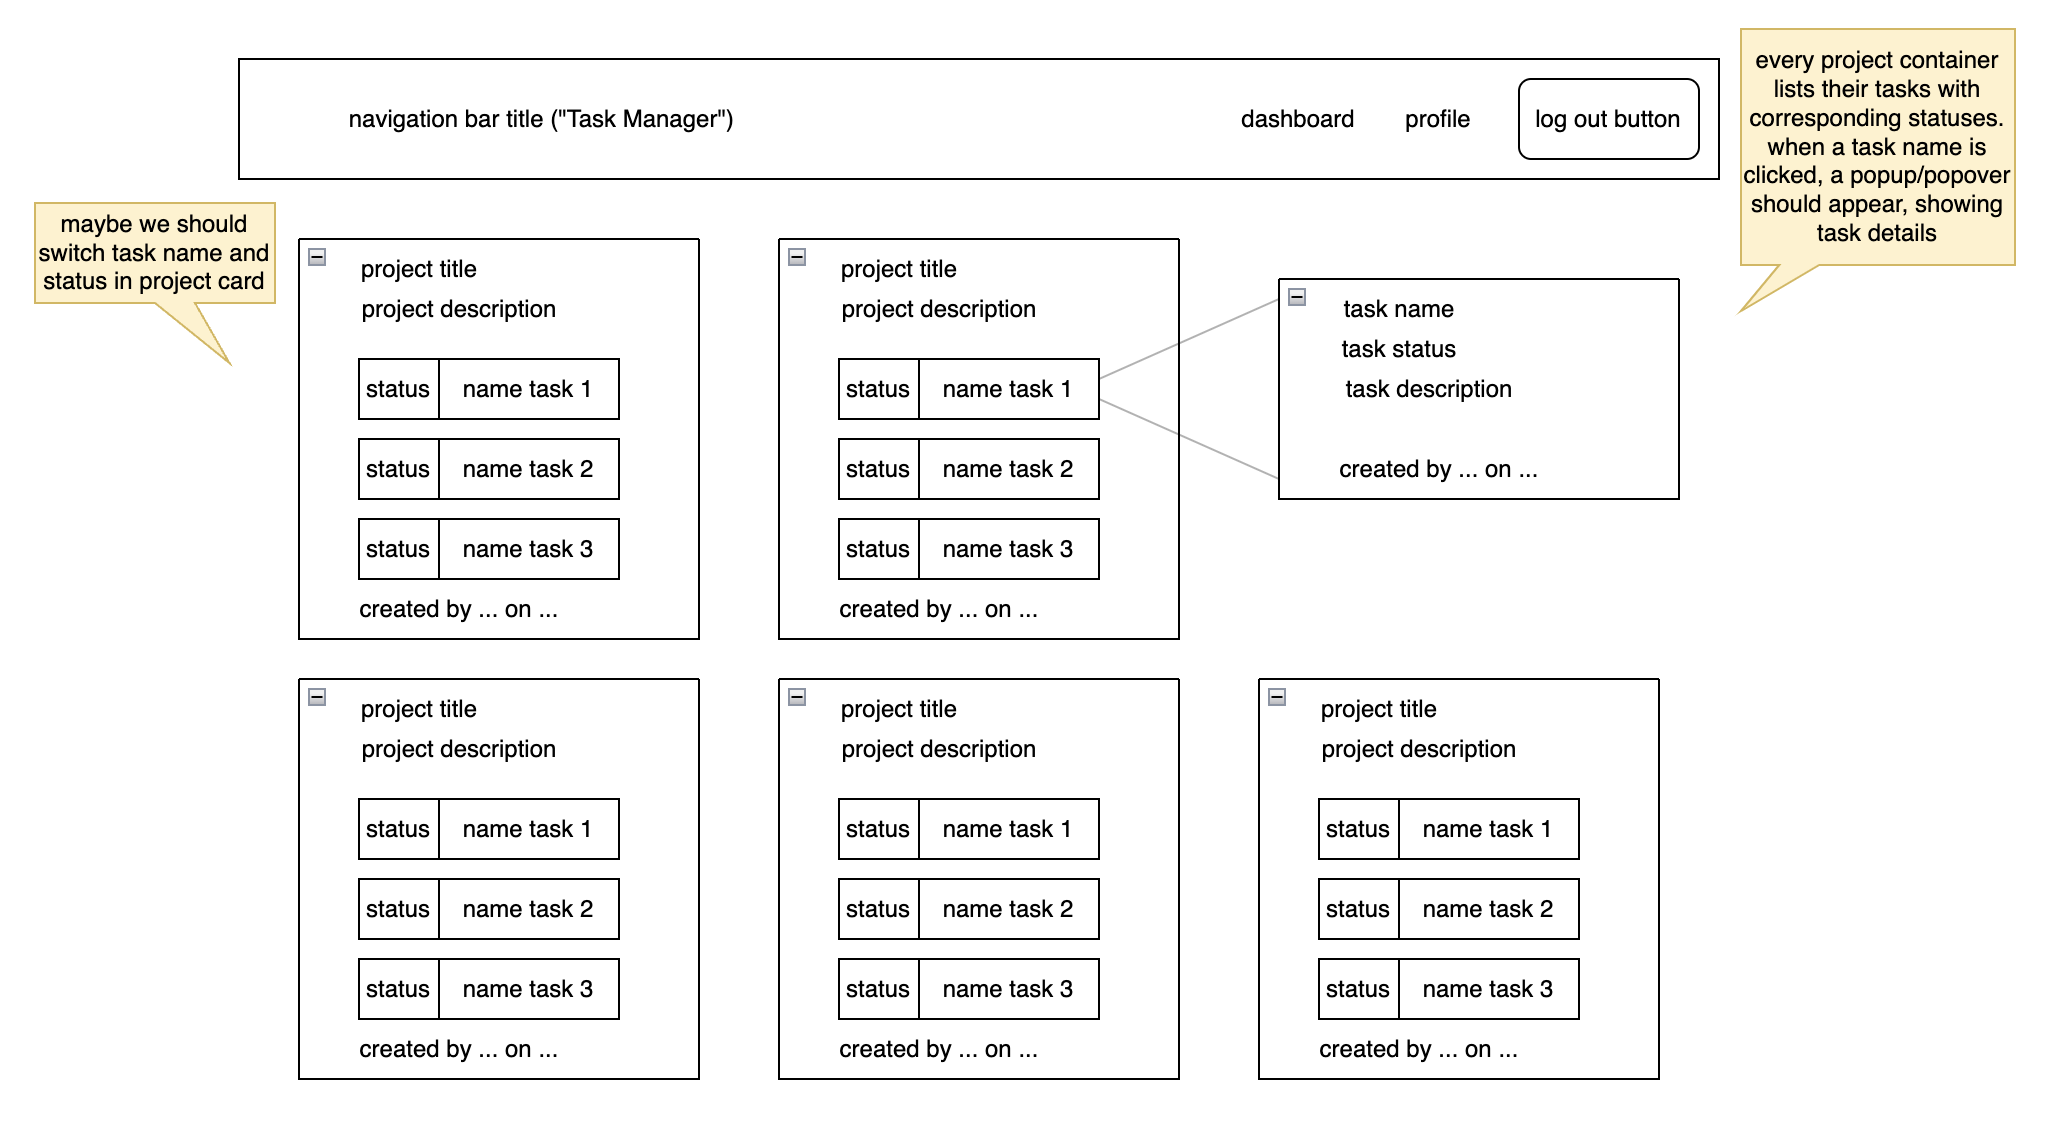 navigation bar title ("Task Manager")
dashboard
profile
log out button
every project container
lists their tasks with
corresponding statuses.
when a task name is
clicked, a popup/popover
should appear, showing
task details
maybe we should
switch task name and
status in project card
project title
project description
status name task 1
status name task 2
status name task 3
created by ... on ...
project title
project description
status name task 1
status name task 2
status name task 3
created by ... on ...
task name
task status
task description
created by ... on ...
project title
project description
status name task 1
status name task 2
status name task 3
created by ... on ...
project title
project description
status name task 1
status name task 2
status name task 3
created by ... on ...
project title
project description
status name task 1
status name task 2
status name task 3
created by ... on ...